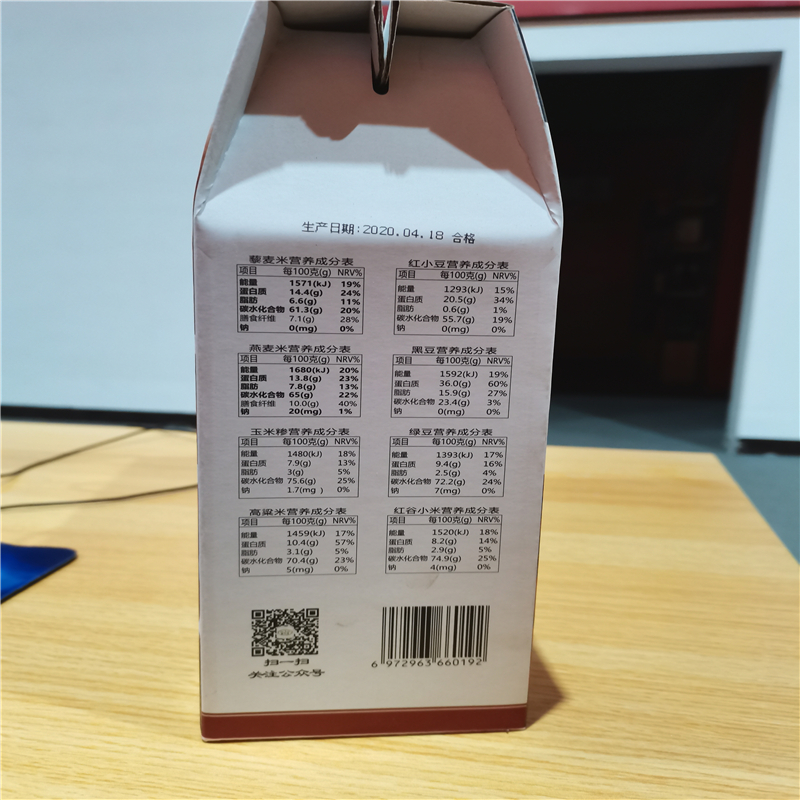 生产日期:2020.04.18 合格
藜麦米营养成分表
项目 每100克(g) NRV%
能量 1571(kJ) 19%
蛋白质 14.4(g) 24%
脂肪 6.6(g) 11%
碳水化合物 61.3(g) 20%
膳食纤维 7.1(g) 28%
钠 0(mg) 0%
红小豆营养成分表
项目 每100克(g) NRV%
能量 1293(kJ) 15%
蛋白质 20.5(g) 34%
脂肪 0.6(g) 1%
碳水化合物 55.7(g) 19%
钠 0(mg) 0%
燕麦米营养成分表
项目 每100克(g) NRV%
能量 1680(kJ) 20%
蛋白质 13.8(g) 23%
脂肪 7.8(g) 13%
碳水化合物 65(g) 22%
膳食纤维 10.0(g) 40%
钠 20(mg) 1%
黑豆营养成分表
项目 每100克(g) NRV%
能量 1592(kJ) 19%
蛋白质 36.0(g) 60%
脂肪 15.9(g) 27%
碳水化合物 23.4(g) 3%
钠 0(mg) 0%
玉米糁营养成分表
项目 每100克(g) NRV%
能量 1480(kJ) 18%
蛋白质 7.9(g) 13%
脂肪 3(g) 5%
碳水化合物 75.6(g) 25%
钠 1.7(mg) 0%
绿豆营养成分表
项目 每100克(g) NRV%
能量 1393(kJ) 17%
蛋白质 9.4(g) 16%
脂肪 2.5(g) 4%
碳水化合物 72.2(g) 24%
钠 7(mg) 0%
高粱米营养成分表
项目 每100克(g) NRV%
能量 1459(kJ) 17%
蛋白质 10.4(g) 57%
脂肪 3.1(g) 5%
碳水化合物 70.4(g) 23%
钠 5(mg) 0%
红谷小米营养成分表
项目 每100克(g) NRV%
能量 1520(kJ) 18%
蛋白质 8.2(g) 14%
脂肪 2.9(g) 5%
碳水化合物 74.9(g) 25%
钠 4(mg) 0%
扫一扫
关注公众号
6 972963 660192